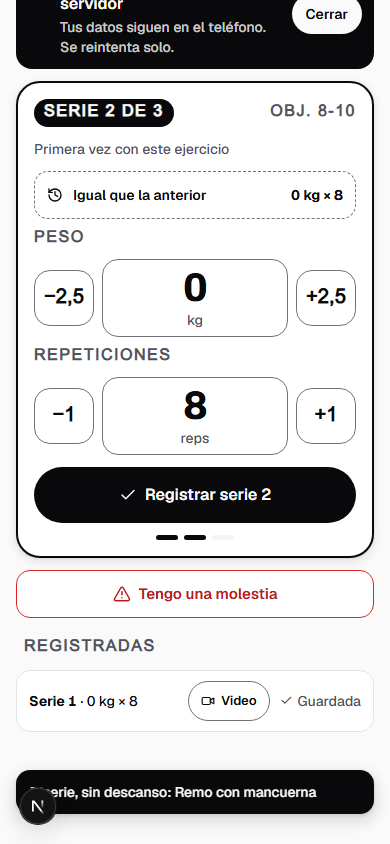 servidor
Tus datos siguen en el teléfono.
Se reintenta solo.
Cerrar
SERIE 2 DE 3
OBJ. 8-10
Primera vez con este ejercicio
Igual que la anterior
0 kg × 8
PESO
−2,5
0
kg
+2,5
REPETICIONES
−1
8
reps
+1
Registrar serie 2
Tengo una molestia
REGISTRADAS
Serie 1 · 0 kg × 8
Video
Guardada
N
sin descanso: Remo con mancuerna